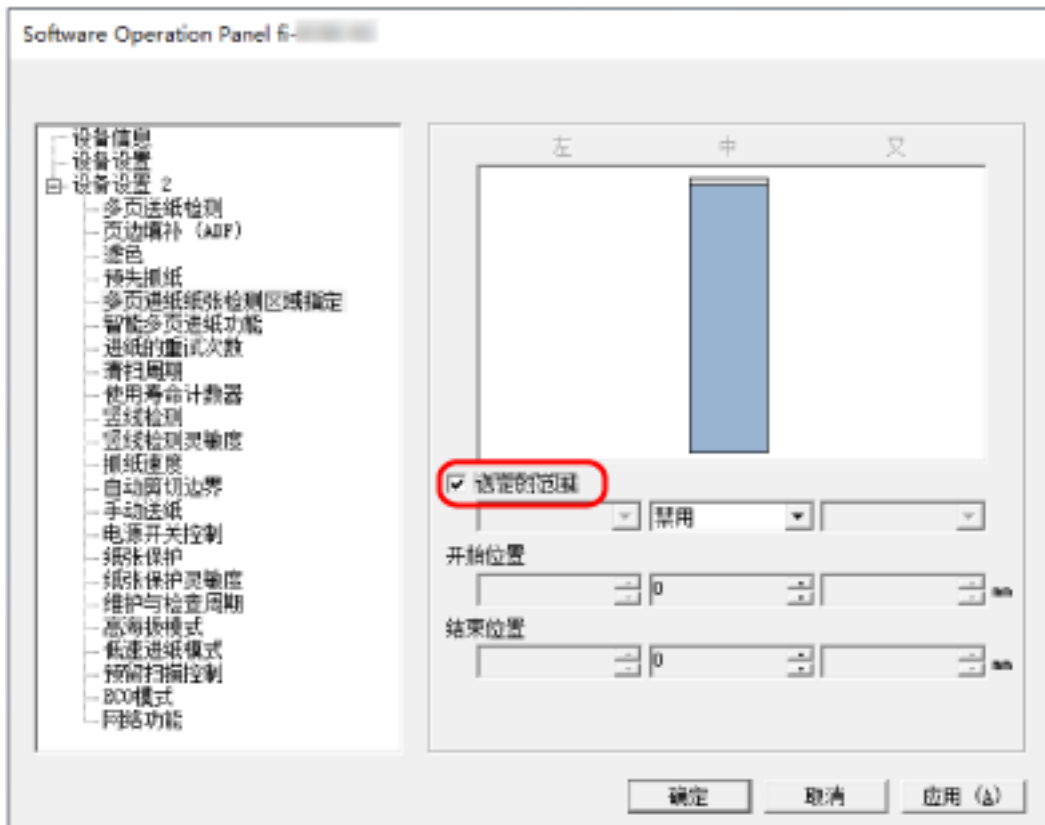 Software Operation Panel fi-
设备信息
设备设置
设备设置 2
多页送纸检测
页边填补 (ADF)
滤色
预先抓纸
多页进纸纸张检测区域指定
智能多页进纸功能
进纸的重试次数
清扫周期
使用寿命计数器
竖线检测
竖线检测灵敏度
抓纸速度
自动剪切边界
手动送纸
电源开关控制
纸张保护
纸张保护灵敏度
维护与检查周期
高海拔模式
低速进纸模式
预留扫描控制
ECO模式
网络功能
左 中 又
选定的范围
禁用
开始位置
0 mm
结束位置
0 mm
确定 取消 应用 (A)